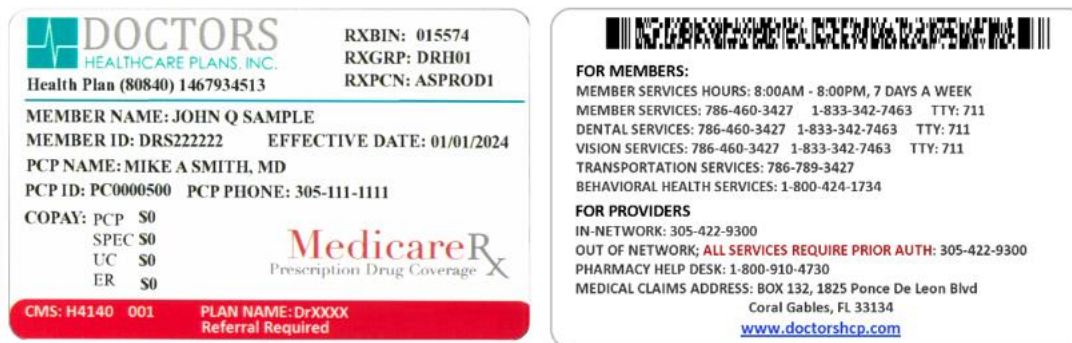 DOCTORS
HEALTHCARE PLANS, INC.
Health Plan (80840) 1467934513
RXBIN: 015574
RXGRP: DRH01
RXPCN: ASPROD1
MEMBER NAME: JOHN Q SAMPLE
MEMBER ID: DRS222222 EFFECTIVE DATE: 01/01/2024
PCP NAME: MIKE A SMITH, MD
PCP ID: PC0000500 PCP PHONE: 305-111-1111
COPAY: PCP $0
SPEC $0
UC $0
ER $0
MedicareRx
Prescription Drug Coverage
CMS: H4140 001 PLAN NAME: DrXXXX
Referral Required
FOR MEMBERS:
MEMBER SERVICES HOURS: 8:00AM - 8:00PM, 7 DAYS A WEEK
MEMBER SERVICES: 786-460-3427 1-833-342-7463 TTY: 711
DENTAL SERVICES: 786-460-3427 1-833-342-7463 TTY: 711
VISION SERVICES: 786-460-3427 1-833-342-7463 TTY: 711
TRANSPORTATION SERVICES: 786-789-3427
BEHAVIORAL HEALTH SERVICES: 1-800-424-1734
FOR PROVIDERS
IN-NETWORK: 305-422-9300
OUT OF NETWORK; ALL SERVICES REQUIRE PRIOR AUTH: 305-422-9300
PHARMACY HELP DESK: 1-800-910-4730
MEDICAL CLAIMS ADDRESS: BOX 132, 1825 Ponce De Leon Blvd
Coral Gables, FL 33134
www.doctorshcp.com